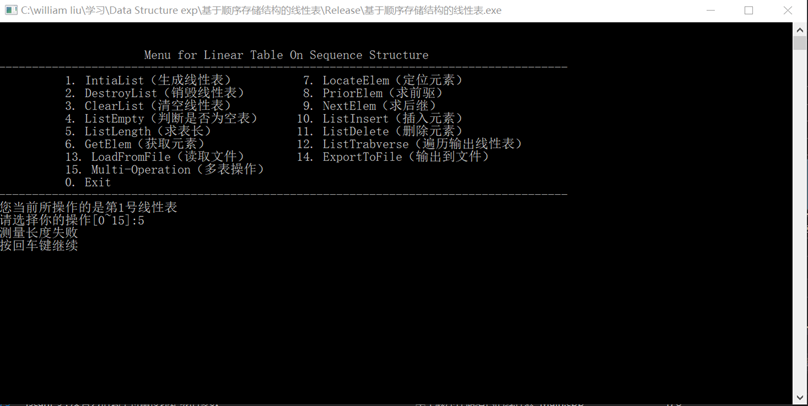 C:\william liu\学习\Data Structure exp\基于顺序存储结构的线性表\Release\基于顺序存储结构的线性表.exe
Menu for Linear Table On Sequence Structure
1. IntiaList（生成线性表） 7. LocateElem（定位元素）
2. DestroyList（销毁线性表） 8. PriorElem（求前驱）
3. ClearList（清空线性表） 9. NextElem（求后继）
4. ListEmpty（判断是否为空表） 10. ListInsert（插入元素）
5. ListLength（求表长） 11. ListDelete（删除元素）
6. GetElem（获取元素） 12. ListTrabverse（遍历输出线性表）
13. LoadFromFile（读取文件） 14. ExportToFile（输出到文件）
15. Multi-Operation（多表操作）
0. Exit
您当前所操作的是第1号线性表
请选择你的操作[0~15]:5
测量长度失败
按回车键继续